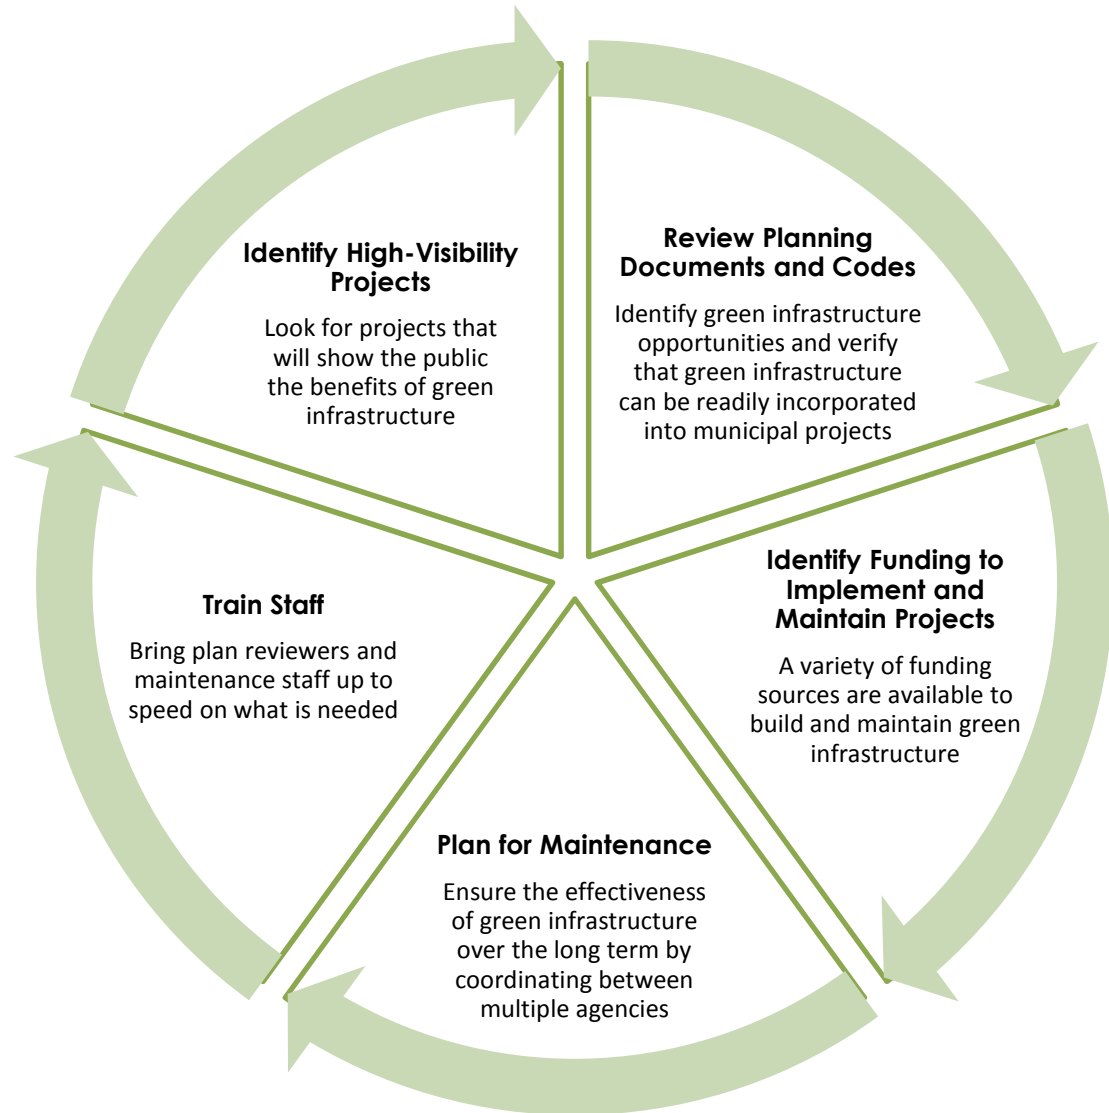 Review Planning
Documents and Codes
Identify green infrastructure
opportunities and verify
that green infrastructure
can be readily incorporated
into municipal projects
Identify Funding to
Implement and
Maintain Projects
A variety of funding
sources are available to
build and maintain green
infrastructure
Plan for Maintenance
Ensure the effectiveness
of green infrastructure
over the long term by
coordinating between
multiple agencies
Train Staff
Bring plan reviewers and
maintenance staff up to
speed on what is needed
Identify High-Visibility
Projects
Look for projects that
will show the public
the benefits of green
infrastructure